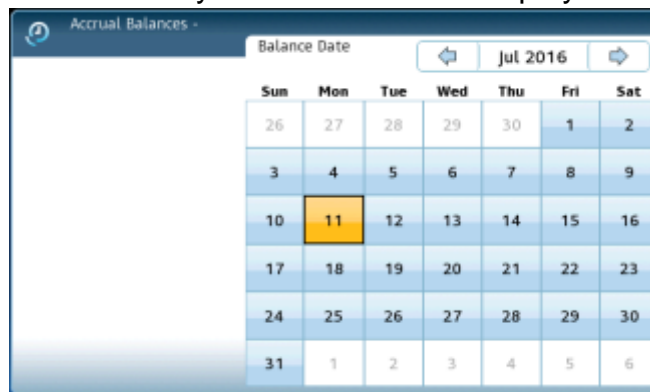 Accrual Balances -
Balance Date
Jul 2016
Sun Mon Tue Wed Thu Fri Sat
26 27 28 29 30 1 2
3 4 5 6 7 8 9
10 11 12 13 14 15 16
17 18 19 20 21 22 23
24 25 26 27 28 29 30
31 1 2 3 4 5 6